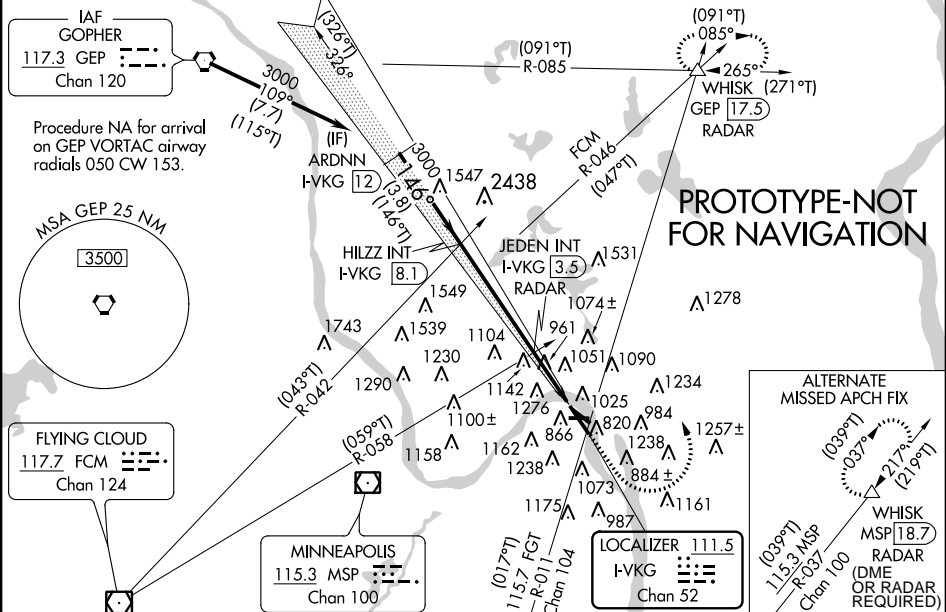 IAF
GOPHER
117.3 GEP
Chan 120
3000
109°
(7.7)
(115°T)
(326°T)
326°
(091°T)
R-085
(091°T)
085°
265°
(271°T)
WHISK
GEP 17.5
RADAR
Procedure NA for arrival
on GEP VORTAC airway
radials 050 CW 153.
(IF)
ARDNN
I-VKG 12
3000
146°
(3.8)
(146°T)
1547
2438
FCM
R-046
(047°T)
PROTOTYPE-NOT
FOR NAVIGATION
MSA GEP 25 NM
3500
HILZZ INT
I-VKG 8.1
JEDEN INT
I-VKG 3.5
RADAR
1531
1278
1074±
1549
1743
1539
1104
961
1051
1090
1230
1290
1142
1234
1276
1025
1100±
866
820
984
1158
1162
1238
1257±
1238
884±
1073
1161
1175
987
(043°T)
R-042
(059°T)
R-058
FLYING CLOUD
117.7 FCM
Chan 124
MINNEAPOLIS
115.3 MSP
Chan 100
(017°T)
115.7 FGT
R-011
Chan 104
LOCALIZER 111.5
I-VKG
Chan 52
ALTERNATE
MISSED APCH FIX
(039°T)
037°
217°
(219°T)
WHISK
MSP 18.7
RADAR
(DME
OR RADAR
REQUIRED)
(039°T)
115.3 MSP
R-037
Chan 100